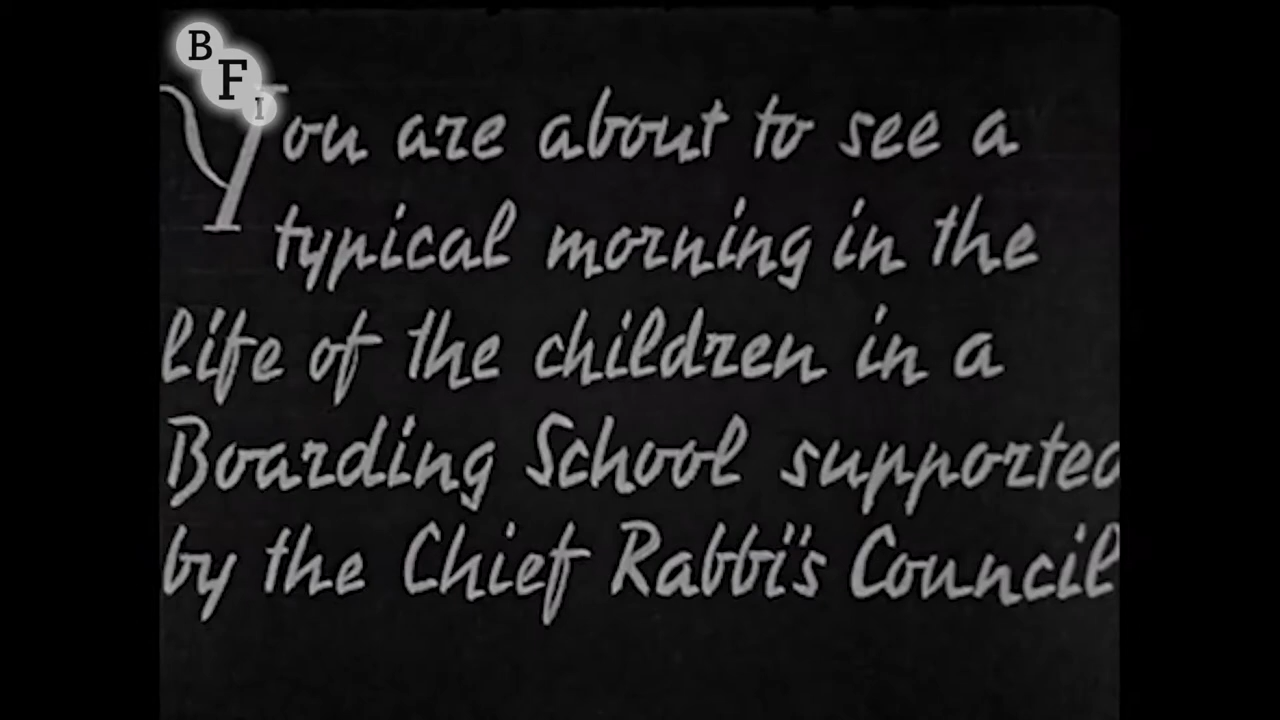 BFI
You are about to see a
typical morning in the
life of the children in a
Boarding School supported
by the Chief Rabbi's Council